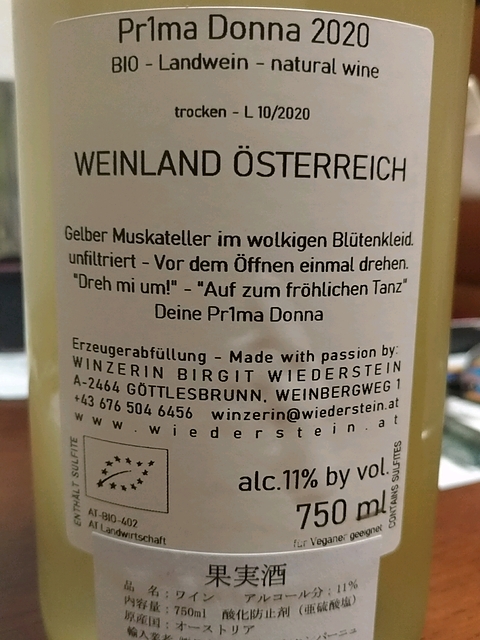 Pr1ma Donna 2020
BIO - Landwein - natural wine
trocken - L 10/2020
WEINLAND ÖSTERREICH
Gelber Muskateller im wolkigen Blütenkleid.
unfiltriert - Vor dem Öffnen einmal drehen.
"Dreh mi um!" - "Auf zum fröhlichen Tanz"
Deine Pr1ma Donna
Erzeugerabfüllung - Made with passion by:
WINZERIN BIRGIT WIEDERSTEIN
A-2464 GÖTTLESBRUNN, WEINBERGWEG 1
+43 676 504 6456 winzerin@wiederstein.at
www.wiederstein.at
ENTHÄLT SULFITE
AT-BIO-402
AT Landwirtschaft
alc.11% by vol.
750 ml
CONTAINS SULFITES
für Veganer geeignet
果実酒
品 名：ワイン アルコール分：11%
内容量：750ml 酸化防止剤（亜硫酸塩）
原産国：オーストリア
輸入業者